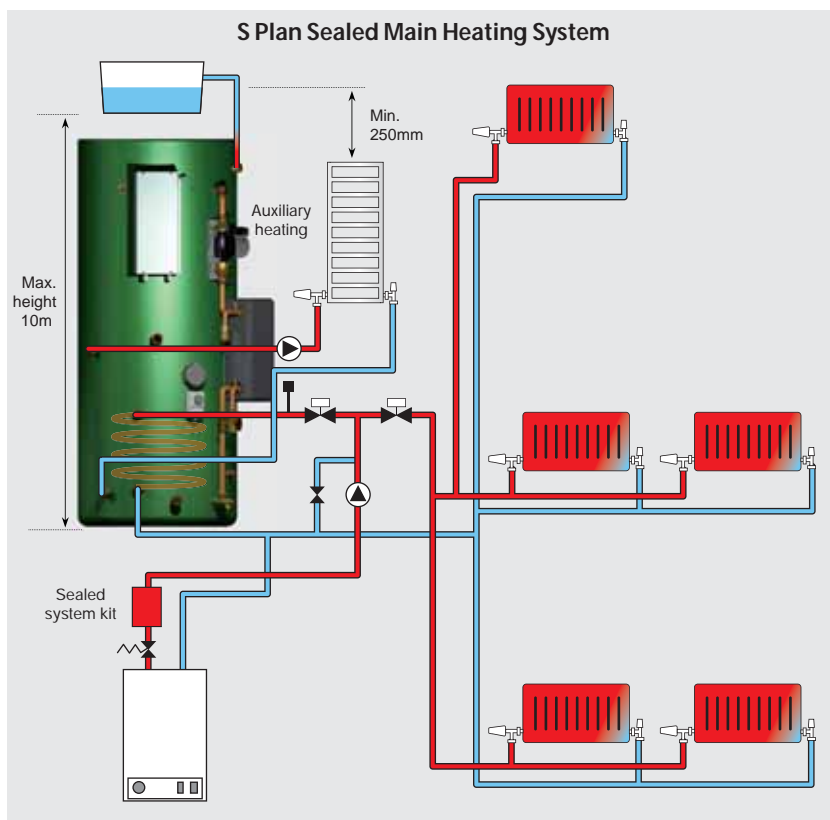 S Plan Sealed Main Heating System
Min.
250mm
Auxiliary
heating
Max.
height
10m
Sealed
system kit